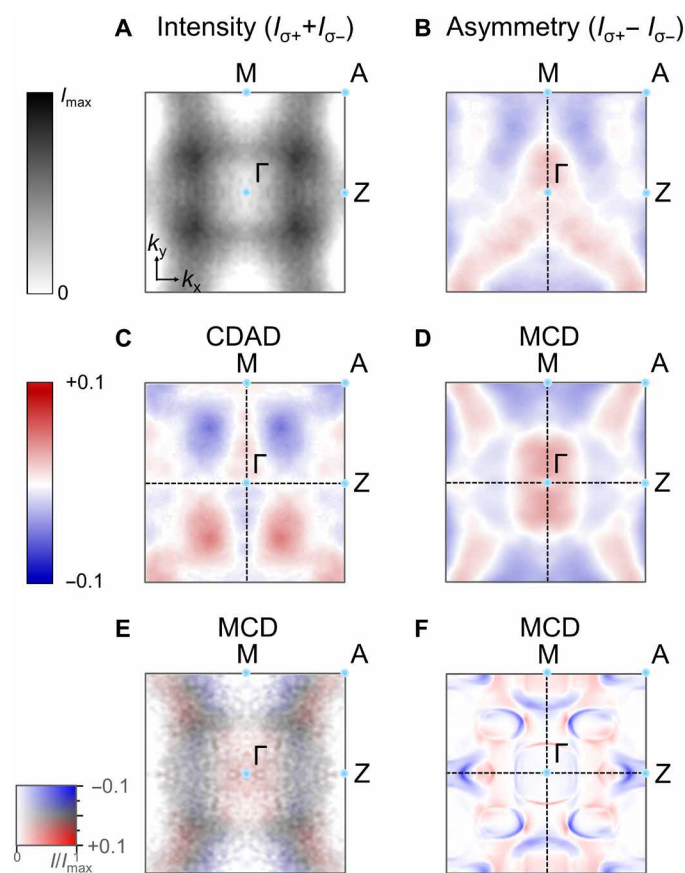 A Intensity (Iσ++Iσ−)
B Asymmetry (Iσ+− Iσ−)
M A
M A
Imax
Γ
Γ
Z
Z
ky
kx
0
C CDAD
D MCD
M A
M A
+0.1
Γ
Γ
Z
Z
−0.1
E MCD
F MCD
M A
M A
Γ
Γ
Z
Z
−0.1
+0.1
0 1
I/Imax